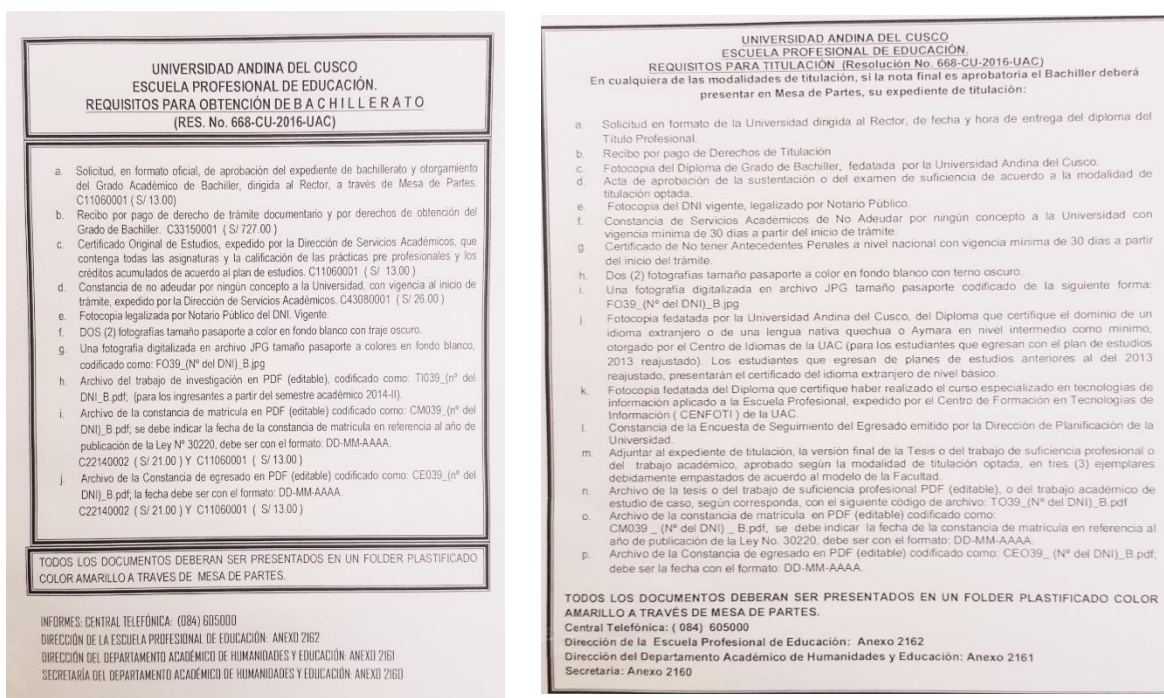 UNIVERSIDAD ANDINA DEL CUSCO
ESCUELA PROFESIONAL DE EDUCACIÓN.
REQUISITOS PARA OBTENCIÓN DE B A C H I L L E R A T O
(RES. No. 668-CU-2016-UAC)
a. Solicitud, en formato oficial, de aprobación del expediente de bachillerato y otorgamiento
del Grado Académico de Bachiller, dirigida al Rector, a través de Mesa de Partes.
C11060001 ( S/ 13.00)
b. Recibo por pago de derecho de trámite documentario y por derechos de obtención del
Grado de Bachiller. C33150001 ( S/ 727.00 )
c. Certificado Original de Estudios, expedido por la Dirección de Servicios Académicos, que
contenga todas las asignaturas y la calificación de las prácticas pre profesionales y los
créditos acumulados de acuerdo al plan de estudios. C11060001 ( S/ 13.00 )
d. Constancia de no adeudar por ningún concepto a la Universidad, con vigencia al inicio de
trámite, expedido por la Dirección de Servicios Académicos. C43080001 ( S/ 26.00 )
e. Fotocopia legalizada por Notario Público del DNI. Vigente.
f. DOS (2) fotografías tamaño pasaporte a color en fondo blanco con traje oscuro.
g. Una fotografía digitalizada en archivo JPG tamaño pasaporte a colores en fondo blanco,
codificado como: FO39_(Nº del DNI)_B.jpg
h. Archivo del trabajo de investigación en PDF (editable), codificado como: TI039_(nº del
DNI_B.pdf; (para los ingresantes a partir del semestre académico 2014-II).
i. Archivo de la constancia de matricula en PDF (editable) codificado como: CM039_(nº del
DNI)_B.pdf; se debe indicar la fecha de la constancia de matricula en referencia al año de
publicación de la Ley Nº 30220, debe ser con el formato: DD-MM-AAAA.
C22140002 ( S/ 21.00 ) Y C11060001 ( S/ 13.00 )
j. Archivo de la Constancia de egresado en PDF (editable) codificado como: CE039_(nº del
DNI)_B.pdf; la fecha debe ser con el formato: DD-MM-AAAA.
C22140002 ( S/ 21.00 ) Y C11060001 ( S/ 13.00 )
TODOS LOS DOCUMENTOS DEBERAN SER PRESENTADOS EN UN FOLDER PLASTIFICADO
COLOR AMARILLO A TRAVES DE MESA DE PARTES.
INFORMES: CENTRAL TELEFÓNICA: (084) 605000
DIRECCIÓN DE LA ESCUELA PROFESIONAL DE EDUCACIÓN: ANEXO 2162
DIRECCIÓN DEL DEPARTAMENTO ACADÉMICO DE HUMANIDADES Y EDUCACIÓN: ANEXO 2161
SECRETARÍA DEL DEPARTAMENTO ACADÉMICO DE HUMANIDADES Y EDUCACIÓN: ANEXO 2160
UNIVERSIDAD ANDINA DEL CUSCO
ESCUELA PROFESIONAL DE EDUCACIÓN.
REQUISITOS PARA TITULACIÓN (Resolución No. 668-CU-2016-UAC)
En cualquiera de las modalidades de titulación, si la nota final es aprobatoria el Bachiller deberá
presentar en Mesa de Partes, su expediente de titulación:
a. Solicitud en formato de la Universidad dirigida al Rector, de fecha y hora de entrega del diploma del
Título Profesional.
b. Recibo por pago de Derechos de Titulación
c. Fotocopia del Diploma de Grado de Bachiller, fedatada por la Universidad Andina del Cusco.
d. Acta de aprobación de la sustentación o del examen de suficiencia de acuerdo a la modalidad de
titulación optada.
e. Fotocopia del DNI vigente, legalizado por Notario Público.
f. Constancia de Servicios Académicos de No Adeudar por ningún concepto a la Universidad con
vigencia mínima de 30 dias a partir del inicio de trámite.
g. Certificado de No tener Antecedentes Penales a nivel nacional con vigencia mínima de 30 dias a partir
del inicio del trámite.
h. Dos (2) fotografías tamaño pasaporte a color en fondo blanco con terno oscuro.
i. Una fotografía digitalizada en archivo JPG tamaño pasaporte codificado de la siguiente forma:
FO39_(Nº del DNI)_B.jpg
j. Fotocopia fedatada por la Universidad Andina del Cusco, del Diploma que certifique el dominio de un
idioma extranjero o de una lengua nativa quechua o Aymara en nivel intermedio como mínimo,
otorgado por el Centro de Idiomas de la UAC (para los estudiantes que egresan con el plan de estudios
2013 reajustado). Los estudiantes que egresan de planes de estudios anteriores al del 2013
reajustado, presentarán el certificado del idioma extranjero de nivel básico.
k. Fotocopia fedatada del Diploma que certifique haber realizado el curso especializado en tecnologías de
información aplicado a la Escuela Profesional, expedido por el Centro de Formación en Tecnologías de
Información ( CENFOTI ) de la UAC.
l. Constancia de la Encuesta de Seguimiento del Egresado emitido por la Dirección de Planificación de la
Universidad.
m. Adjuntar al expediente de titulación, la versión final de la Tesis o del trabajo de suficiencia profesional o
del trabajo académico, aprobado según la modalidad de titulación optada, en tres (3) ejemplares
debidamente empastados de acuerdo al modelo de la Facultad.
n. Archivo de la tesis o del trabajo de suficiencia profesional PDF (editable), o del trabajo académico de
estudio de caso, según corresponda, con el siguiente código de archivo: TO39_(Nº del DNI)_B.pdf
o. Archivo de la constancia de matricula en PDF (editable) codificado como:
CM039 _ (Nº del DNI) _ B.pdf, se debe indicar la fecha de la constancia de matricula en referencia al
año de publicación de la Ley No. 30220, debe ser con el formato: DD-MM-AAAA.
p. Archivo de la Constancia de egresado en PDF (editable) codificado como: CEO39_ (Nº del DNI)_B.pdf;
debe ser la fecha con el formato: DD-MM-AAAA.
TODOS LOS DOCUMENTOS DEBERAN SER PRESENTADOS EN UN FOLDER PLASTIFICADO COLOR
AMARILLO A TRAVÉS DE MESA DE PARTES.
Central Telefónica: ( 084) 605000
Dirección de la Escuela Profesional de Educación: Anexo 2162
Dirección del Departamento Académico de Humanidades y Educación: Anexo 2161
Secretaria: Anexo 2160